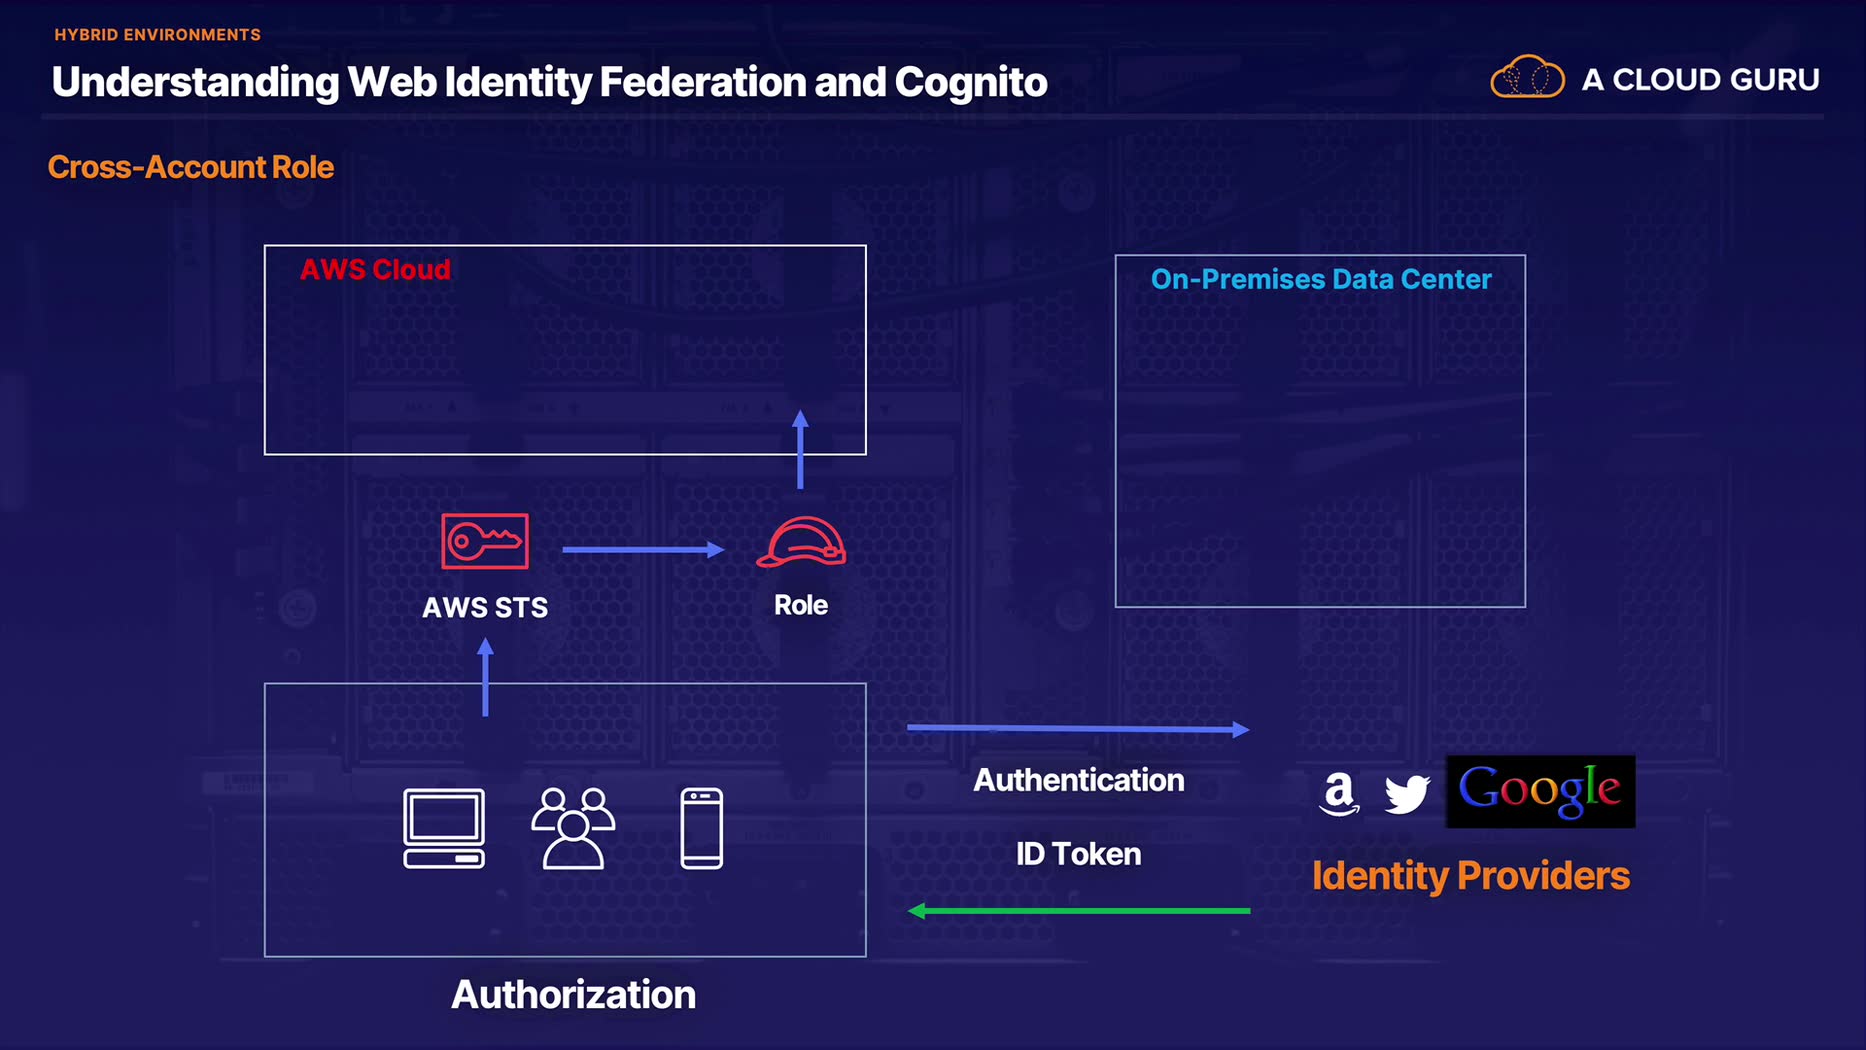 HYBRID ENVIRONMENTS
Understanding Web Identity Federation and Cognito
A CLOUD GURU
Cross-Account Role
AWS Cloud
On-Premises Data Center
AWS STS
Role
Authentication
ID Token
a
Google
Identity Providers
Authorization